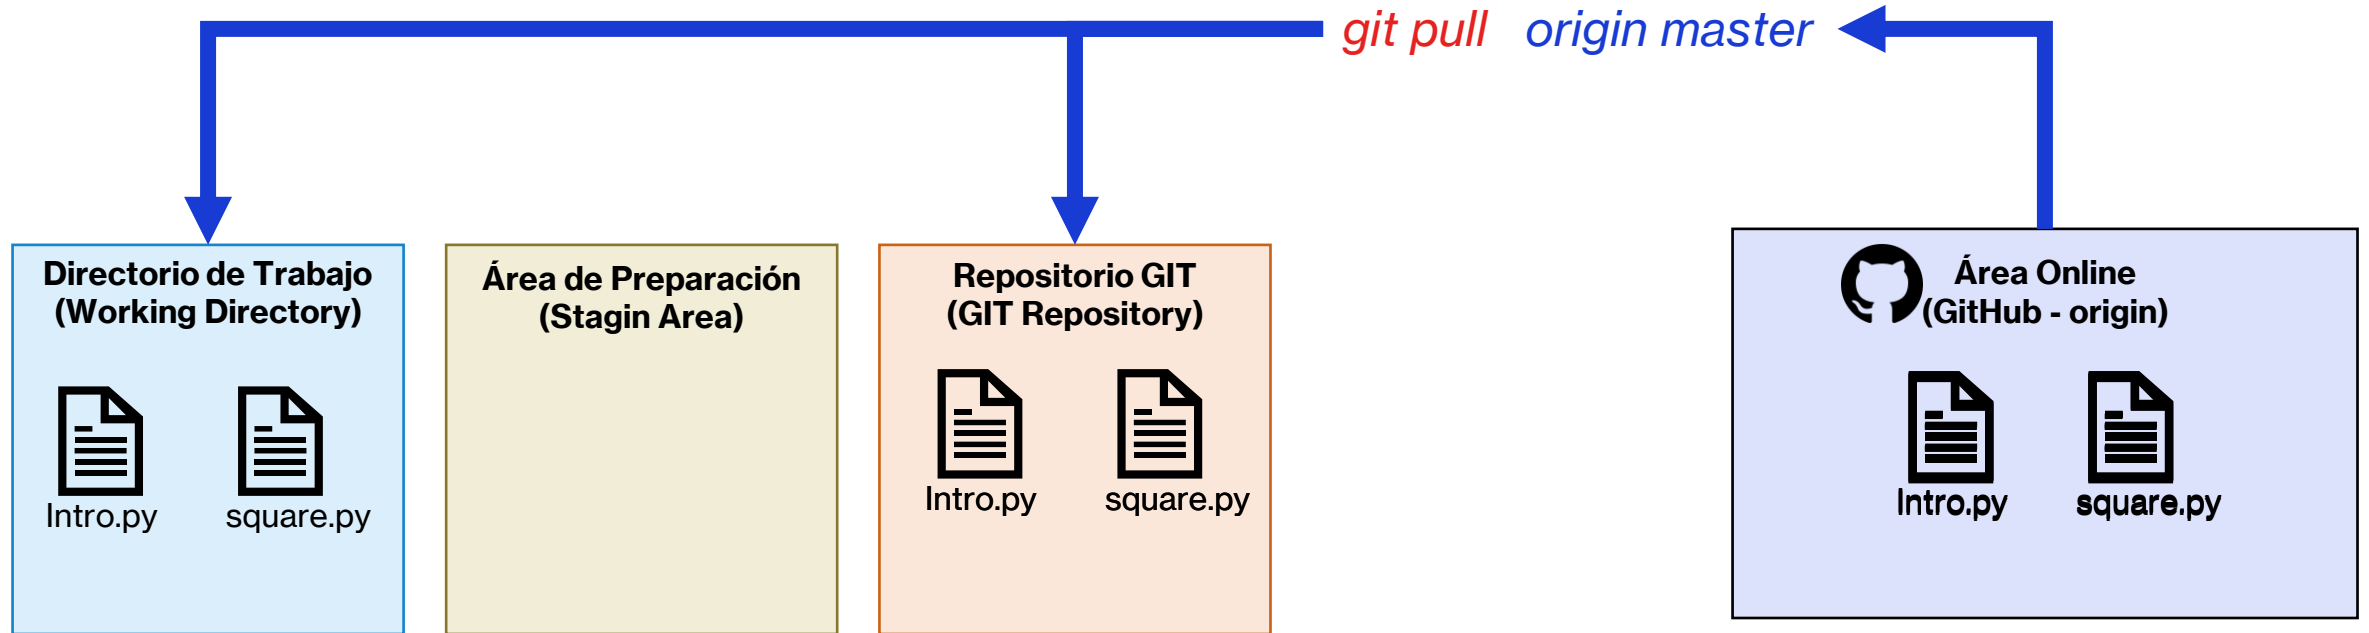 git pull origin master
Directorio de Trabajo
(Working Directory)
Intro.py
square.py
Área de Preparación
(Stagin Area)
Repositorio GIT
(GIT Repository)
Intro.py
square.py
Área Online
(GitHub - origin)
Intro.py
square.py